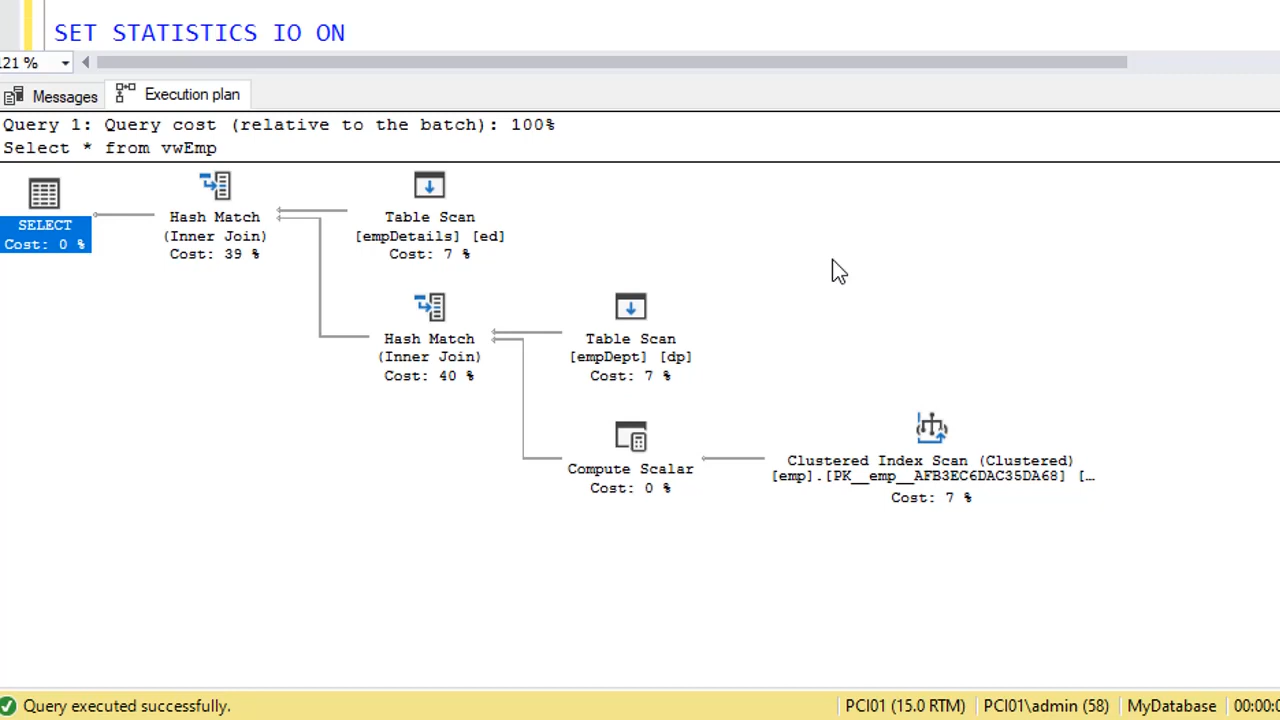 SET STATISTICS IO ON
121 %
Messages
Execution plan
Query 1: Query cost (relative to the batch): 100%
Select * from vwEmp
SELECT
Cost: 0 %
Hash Match
(Inner Join)
Cost: 39 %
Table Scan
[empDetails] [ed]
Cost: 7 %
Hash Match
(Inner Join)
Cost: 40 %
Table Scan
[empDept] [dp]
Cost: 7 %
Compute Scalar
Cost: 0 %
Clustered Index Scan (Clustered)
[emp].[PK__emp__AFB3EC6DAC35DA68] […
Cost: 7 %
Query executed successfully.
PCI01 (15.0 RTM)
PCI01\admin (58)
MyDatabase
00:00:0